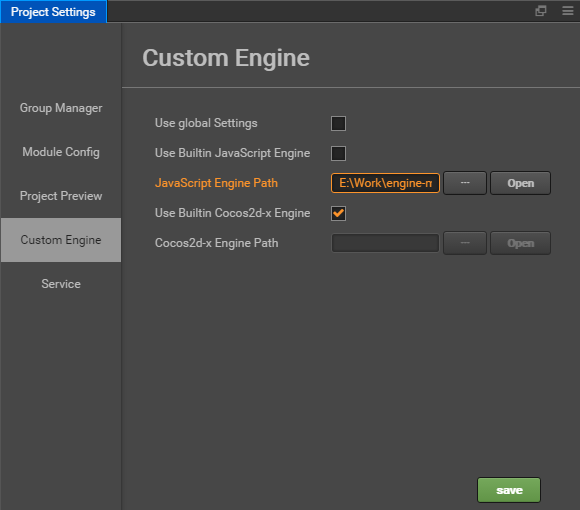 Project Settings
Custom Engine
Group Manager
Module Config
Project Preview
Custom Engine
Service
Use global Settings
Use Builtin JavaScript Engine
JavaScript Engine Path E:\Work\engine-m ... Open
Use Builtin Cocos2d-x Engine
Cocos2d-x Engine Path ... Open
save